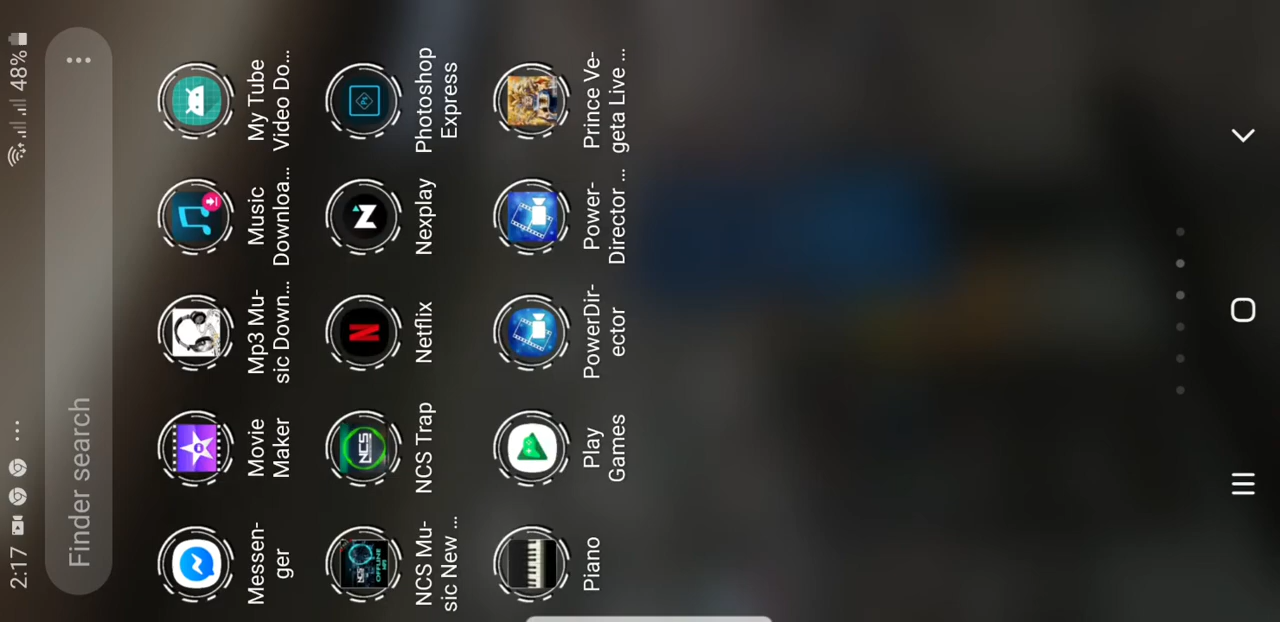 2:17 ... 48%
Finder search
Messen-
ger
Movie
Maker
Mp3 Mu-
sic Down...
Music
Downloa...
My Tube
Video Do...
NCS Mu-
sic New ...
NCS Trap
Netflix
Nexplay
Photoshop
Express
Piano
Play
Games
PowerDir-
ector
Power-
Director ...
Prince Ve-
geta Live ...